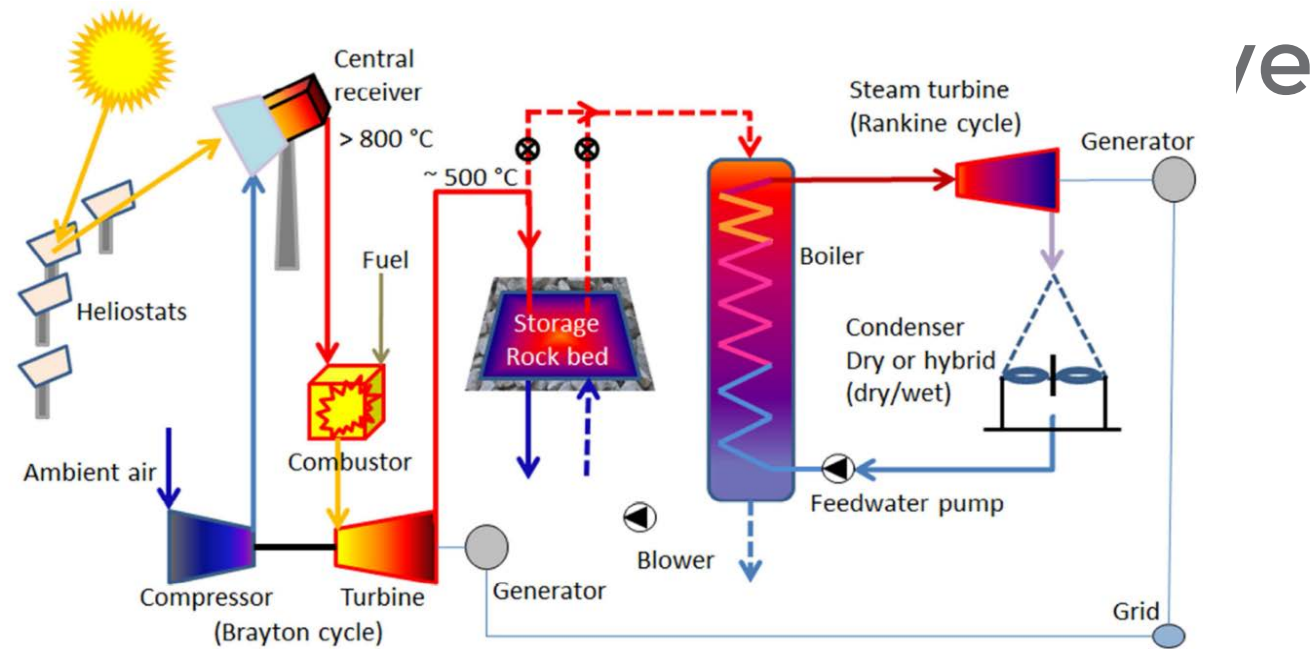 Central
receiver
> 800 °C
~ 500 °C
Steam turbine
(Rankine cycle)
Generator
Heliostats
Fuel
Storage
Rock bed
Boiler
Condenser
Dry or hybrid
(dry/wet)
Ambient air
Combustor
Feedwater pump
Blower
Compressor
Turbine
(Brayton cycle)
Generator
Grid